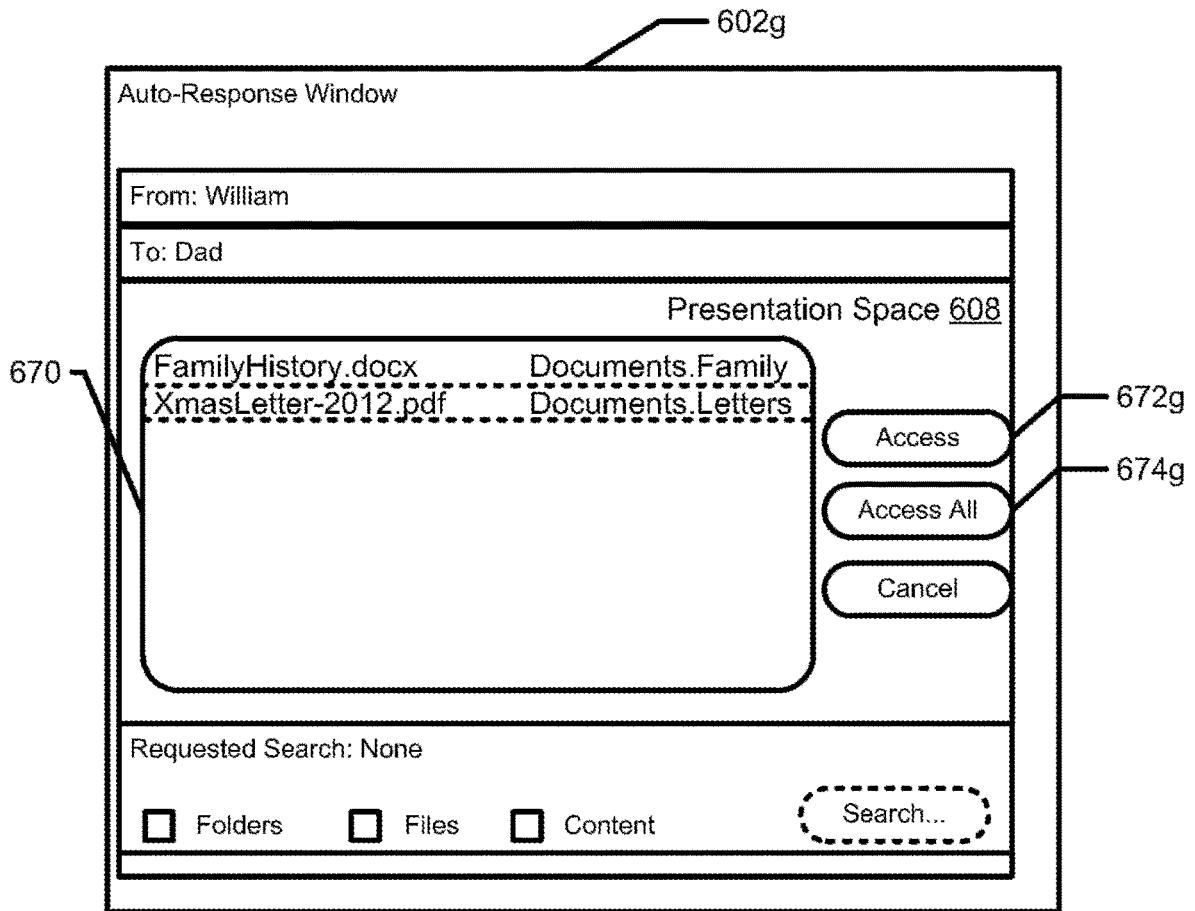 602g
Auto-Response Window
From: William
To: Dad
Presentation Space 608
670
FamilyHistory.docx Documents.Family
XmasLetter-2012.pdf Documents.Letters
672g
Access
674g
Access All
Cancel
Requested Search: None
Folders Files Content Search...